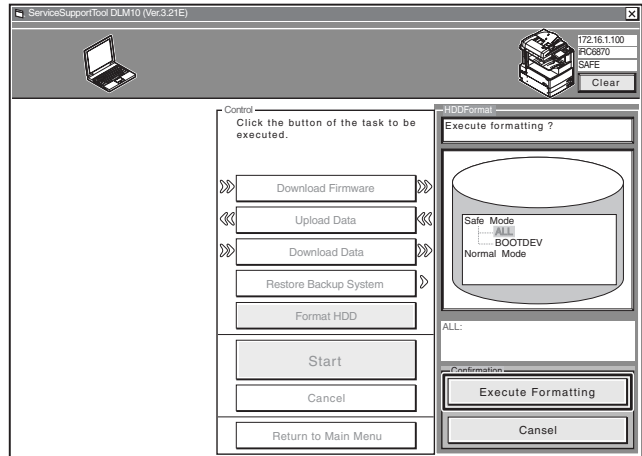 ServiceSupportTool DLM10 (Ver.3.21E)
172.16.1.100
iRC6870
SAFE
Clear
Control
Click the button of the task to be
executed.
Download Firmware
Upload Data
Download Data
Restore Backup System
Format HDD
Start
Cancel
Return to Main Menu
HDDFormat
Execute formatting ?
Safe Mode
ALL
BOOTDEV
Normal Mode
ALL:
Confirmation
Execute Formatting
Cansel